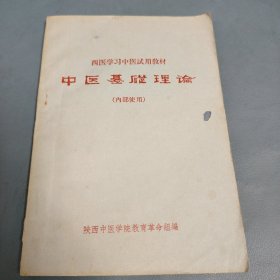 西医学习中医试用教材
中医基础理论
(内部使用)
陕西中医学院教育革命组编